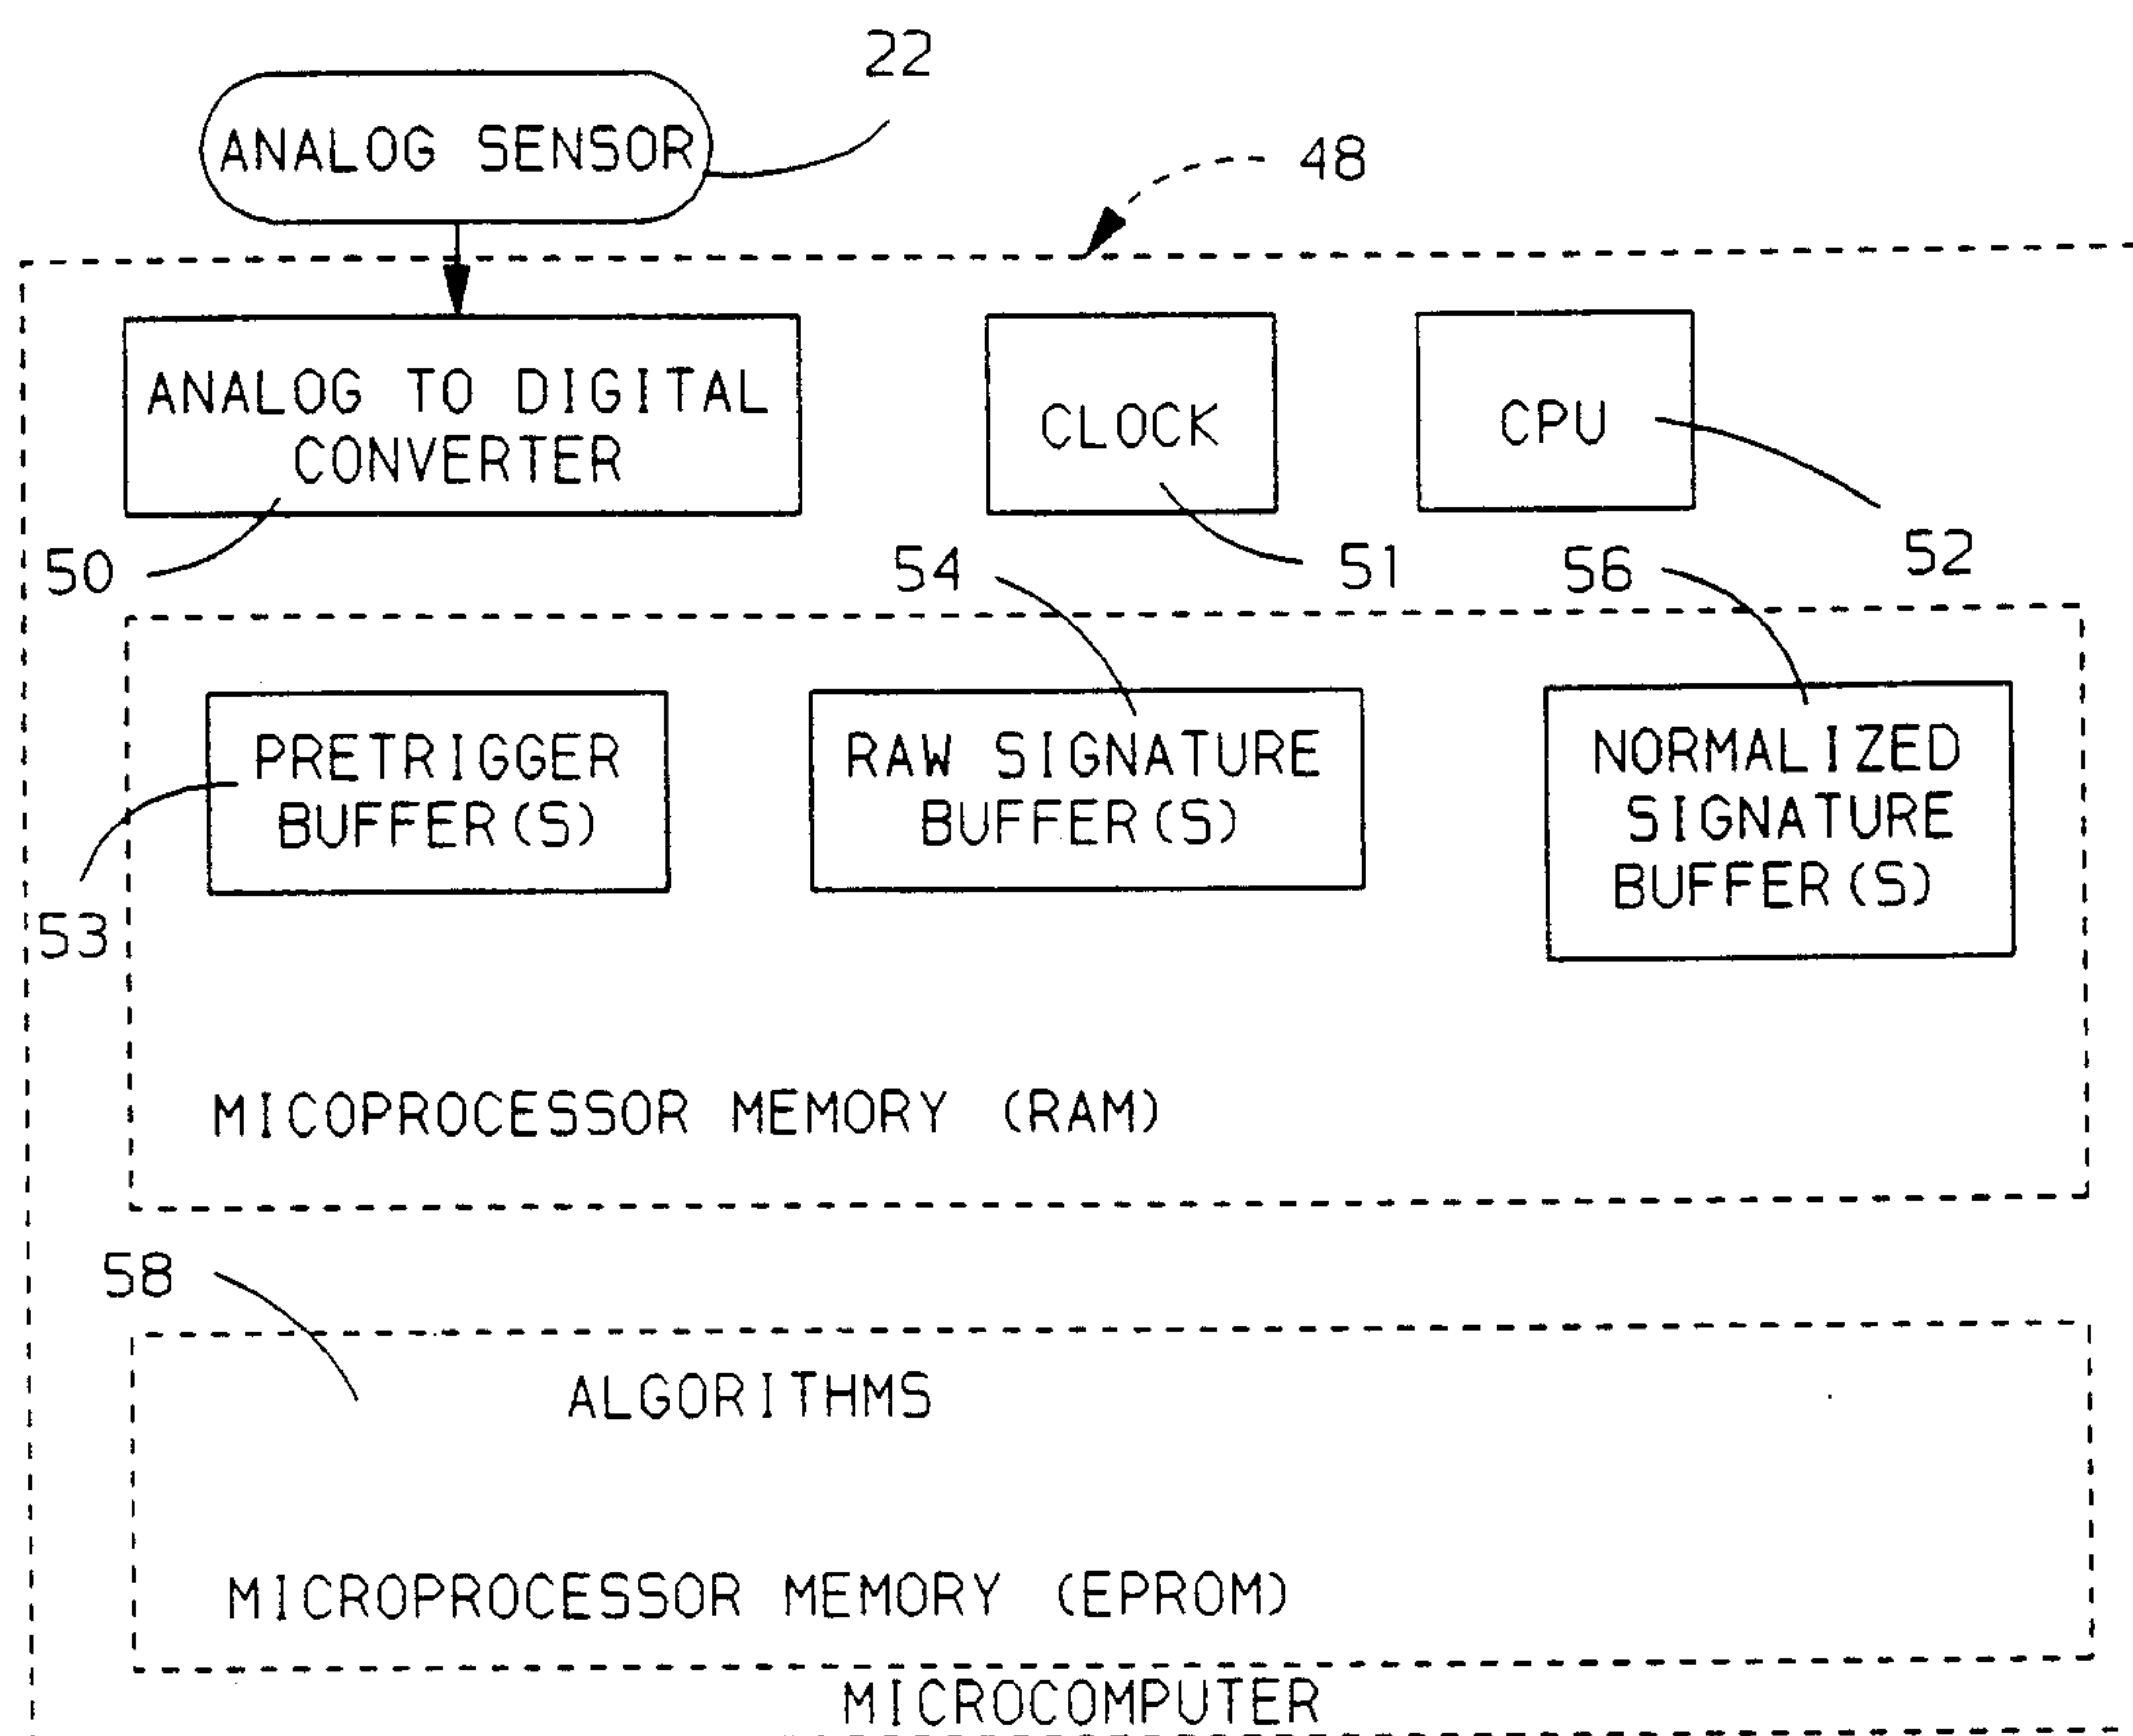 22
ANALOG SENSOR
48
ANALOG TO DIGITAL
CONVERTER
CLOCK
CPU
50
54
51
56
52
PRETRIGGER
BUFFER(S)
RAW SIGNATURE
BUFFER(S)
NORMALIZED
SIGNATURE
BUFFER(S)
53
MICOPROCESSOR MEMORY (RAM)
58
ALGORITHMS
MICROPROCESSOR MEMORY (EPROM)
MICROCOMPUTER